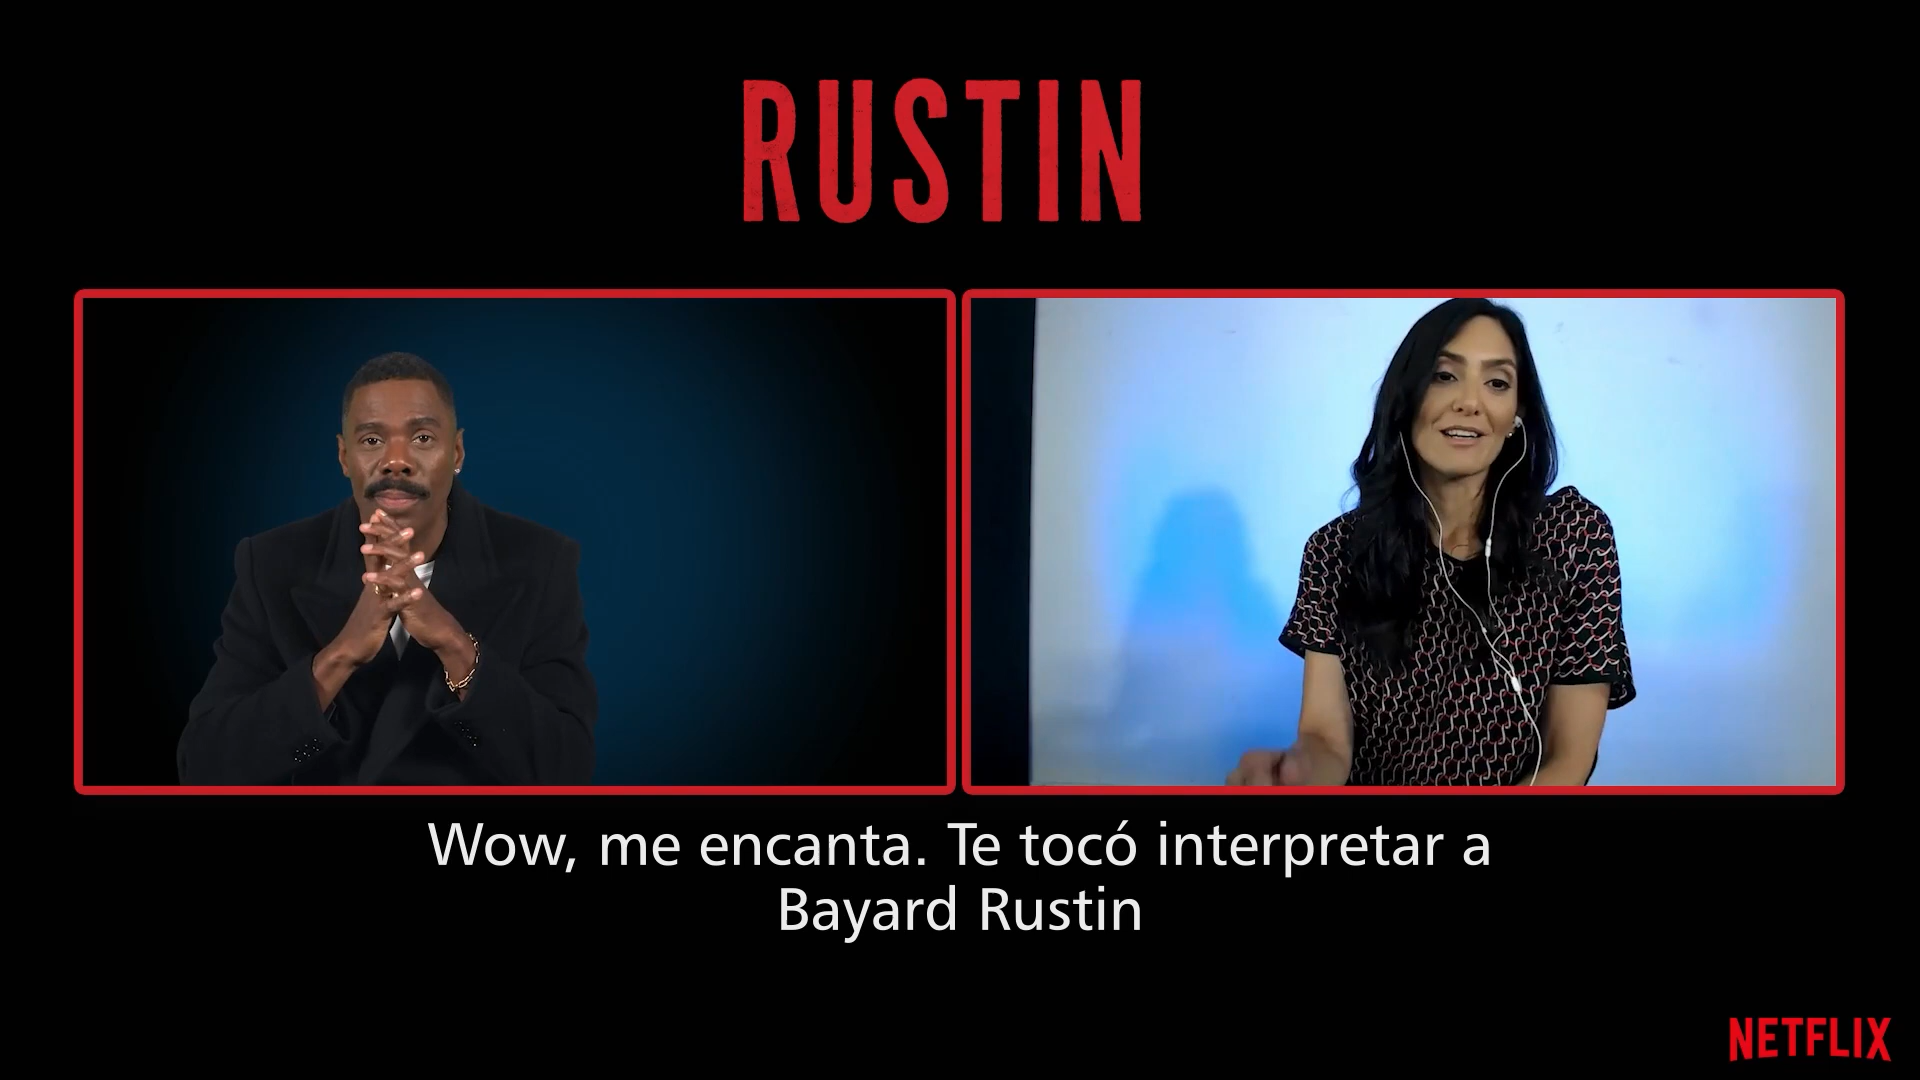 RUSTIN
Wow, me encanta. Te tocó interpretar a
Bayard Rustin
NETFLIX